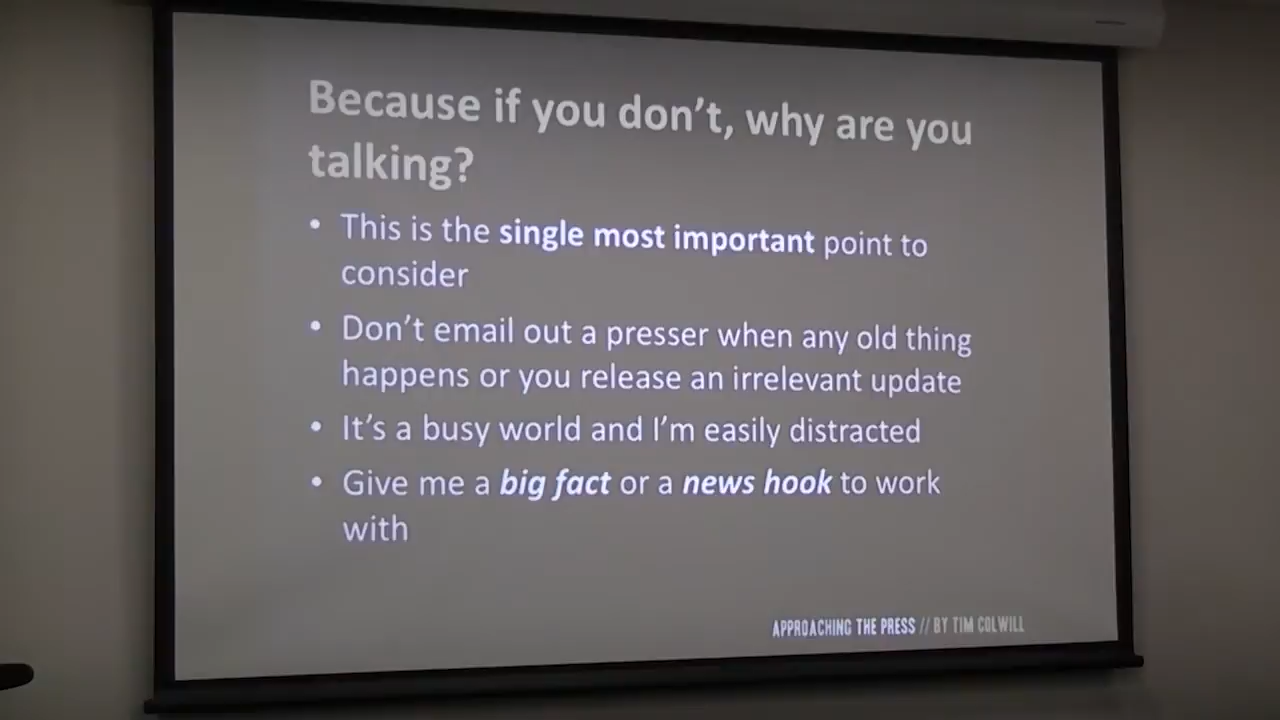 Because if you don't, why are you
talking?
• This is the single most important point to
consider
• Don't email out a presser when any old thing
happens or you release an irrelevant update
• It's a busy world and I'm easily distracted
• Give me a big fact or a news hook to work
with
APPROACHING THE PRESS // BY TIM COLWILL